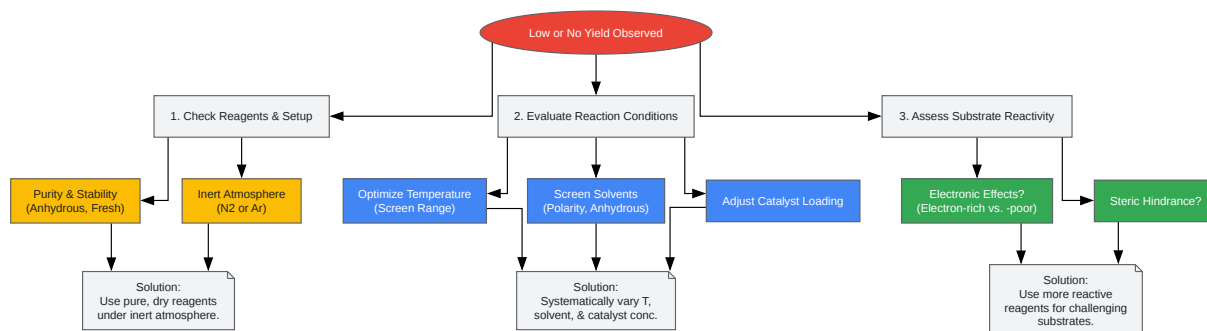 Low or No Yield Observed
1. Check Reagents & Setup
2. Evaluate Reaction Conditions
3. Assess Substrate Reactivity
Purity & Stability
(Anhydrous, Fresh)
Inert Atmosphere
(N2 or Ar)
Optimize Temperature
(Screen Range)
Screen Solvents
(Polarity, Anhydrous)
Adjust Catalyst Loading
Electronic Effects?
(Electron-rich vs. -poor)
Steric Hindrance?
Solution:
Use pure, dry reagents
under inert atmosphere.
Solution:
Systematically vary T,
solvent, & catalyst conc.
Solution:
Use more reactive
reagents for challenging
substrates.